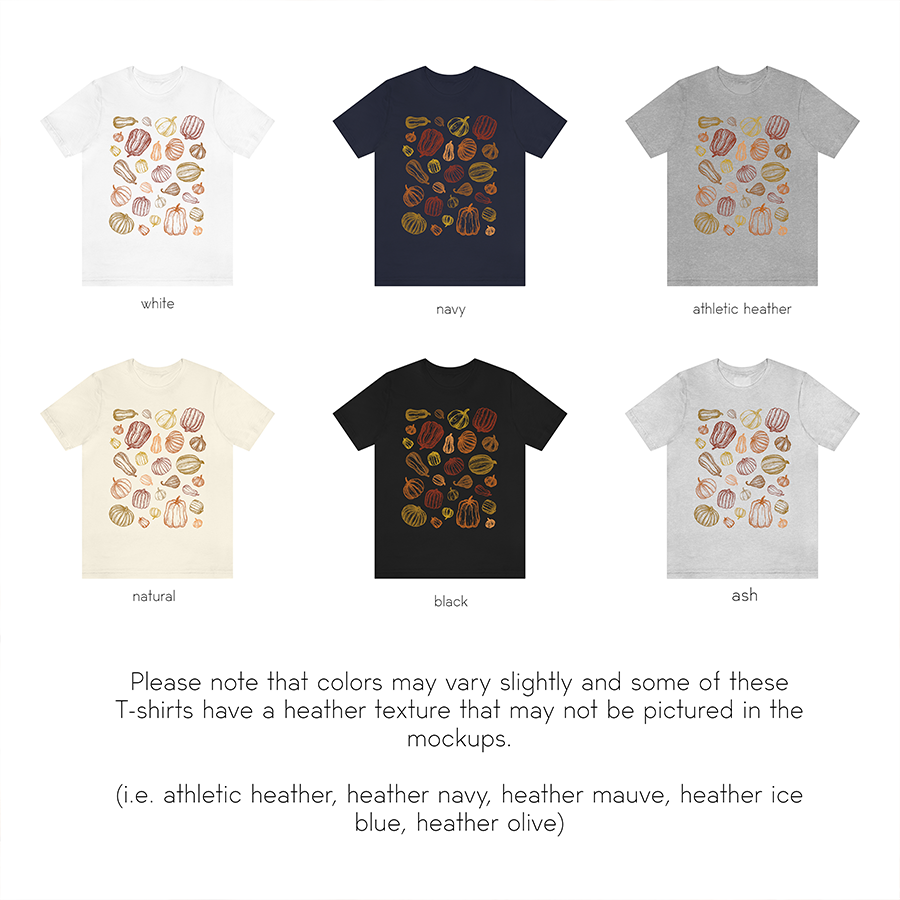 white
navy
athletic heather
natural
black
ash
Please note that colors may vary slightly and some of these
T-shirts have a heather texture that may not be pictured in the
mockups.
(i.e. athletic heather, heather navy, heather mauve, heather ice
blue, heather olive)